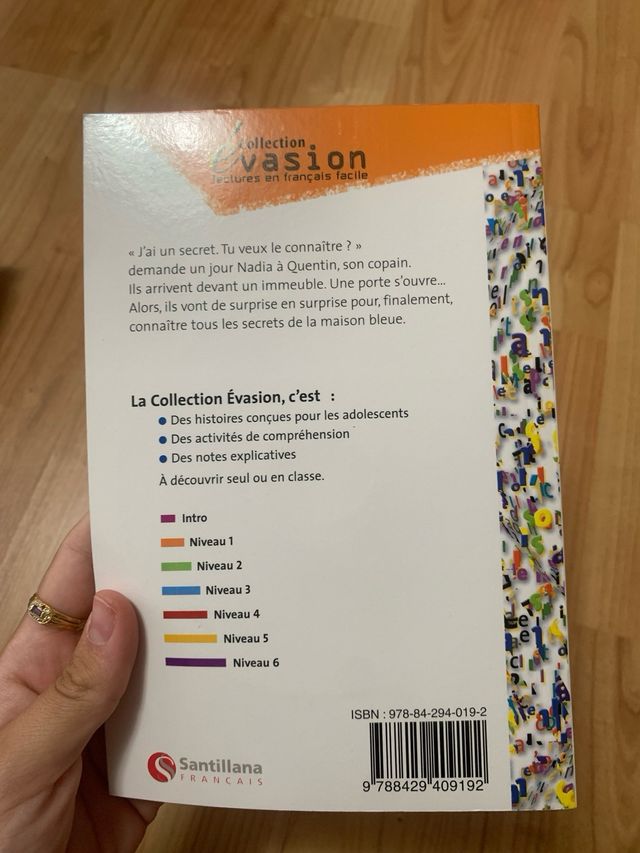 Collection
évasion
lectures en français facile
« J'ai un secret. Tu veux le connaître ? »
demande un jour Nadia à Quentin, son copain.
Ils arrivent devant un immeuble. Une porte s'ouvre...
Alors, ils vont de surprise en surprise pour, finalement,
connaître tous les secrets de la maison bleue.
La Collection Évasion, c'est :
Des histoires conçues pour les adolescents
Des activités de compréhension
Des notes explicatives
À découvrir seul ou en classe.
Intro
Niveau 1
Niveau 2
Niveau 3
Niveau 4
Niveau 5
Niveau 6
ISBN : 978-84-294-019-2
9 788429 409192
Santillana
FRANÇAIS